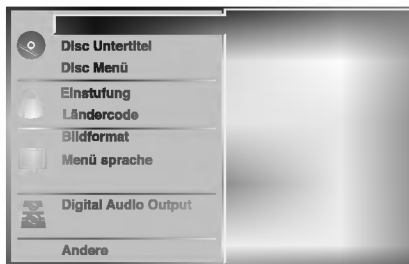 Disc Untertitel
Disc Menü
Einstufung
Ländercode
Bildformat
Menü sprache
Digital Audio Output
Andere